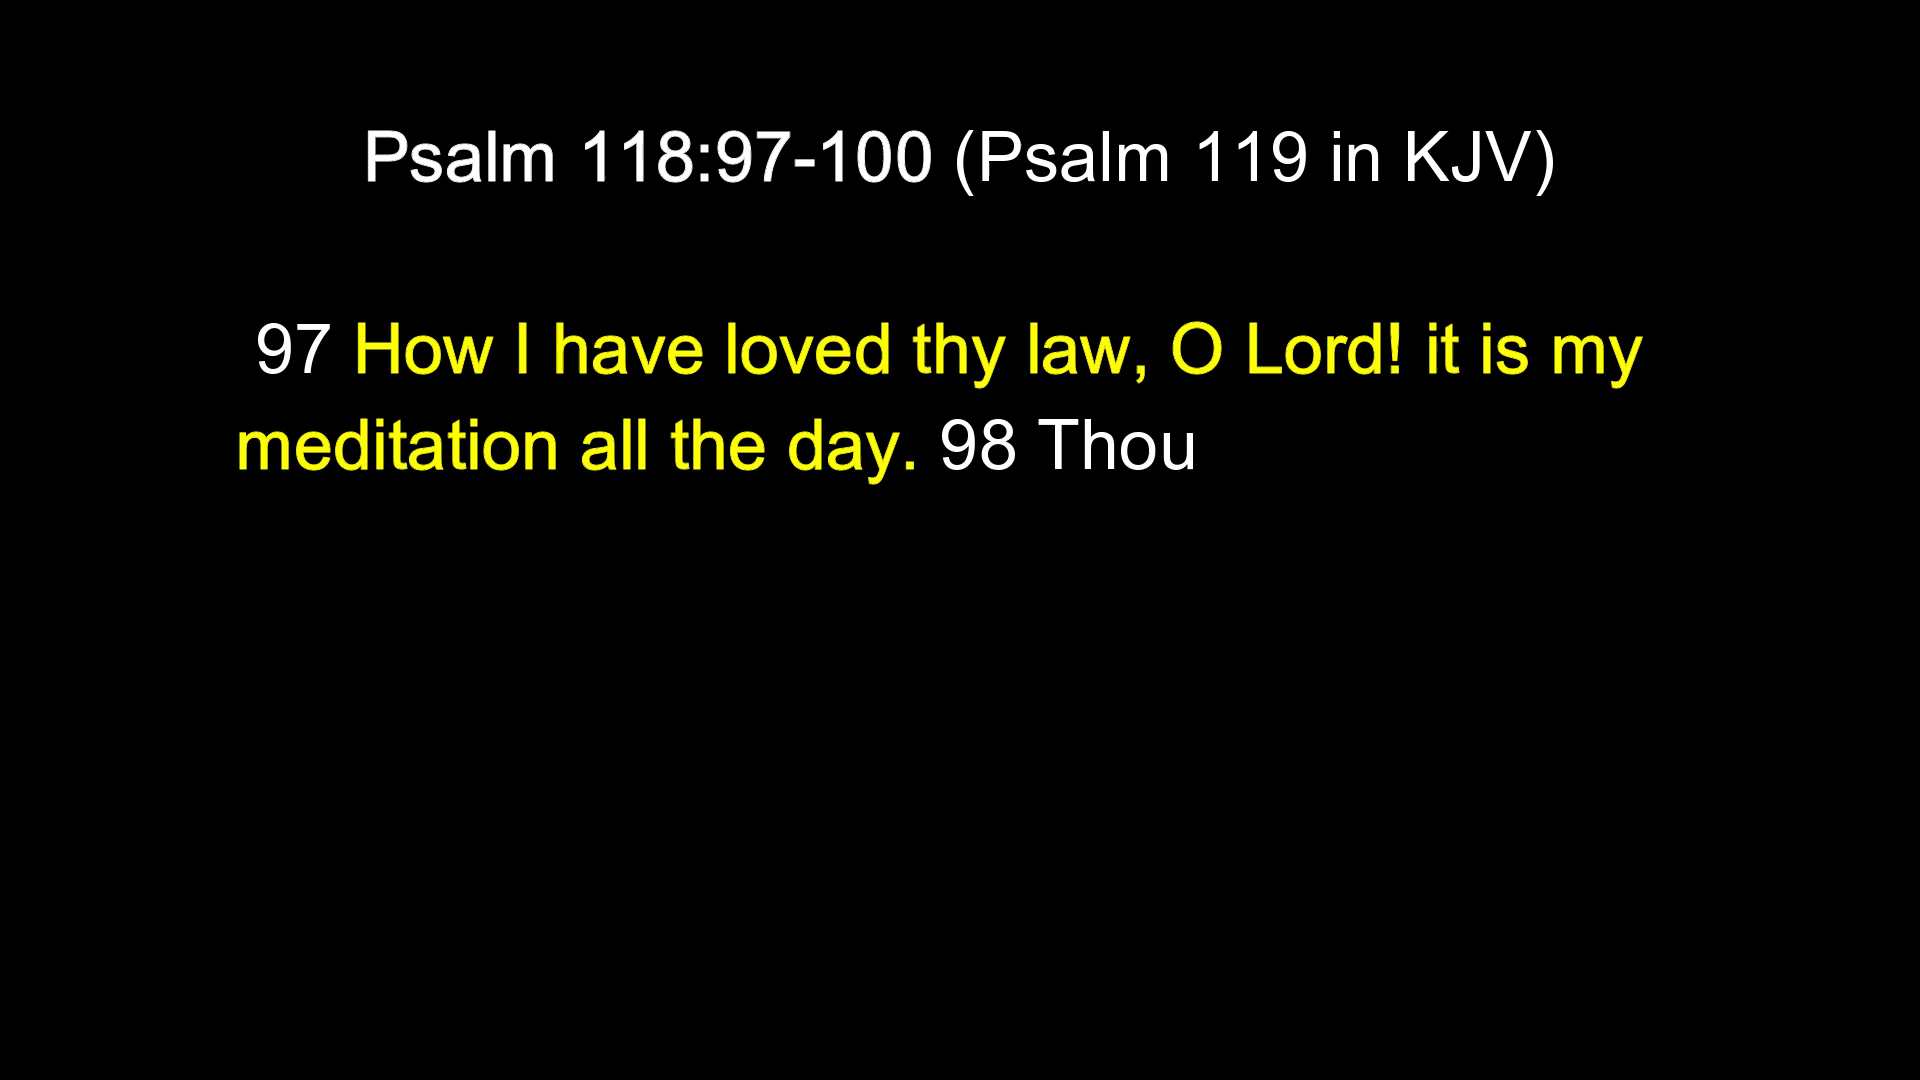 Psalm 118:97-100 (Psalm 119 in KJV)
97 How I have loved thy law, O Lord! it is my
meditation all the day. 98 Thou